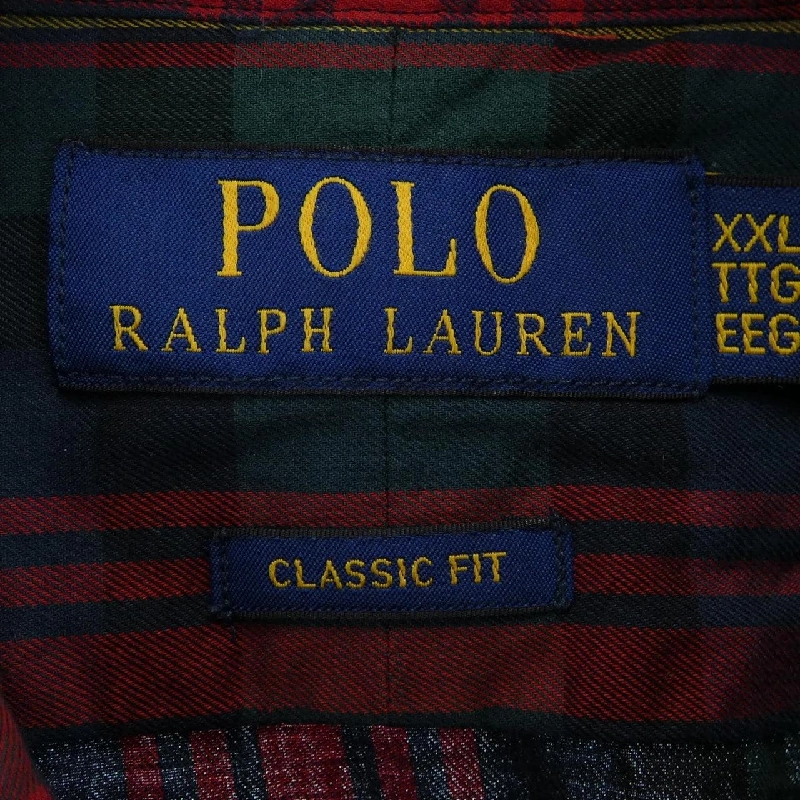 POLO
RALPH LAUREN
XXL
TTG
EEG
CLASSIC FIT